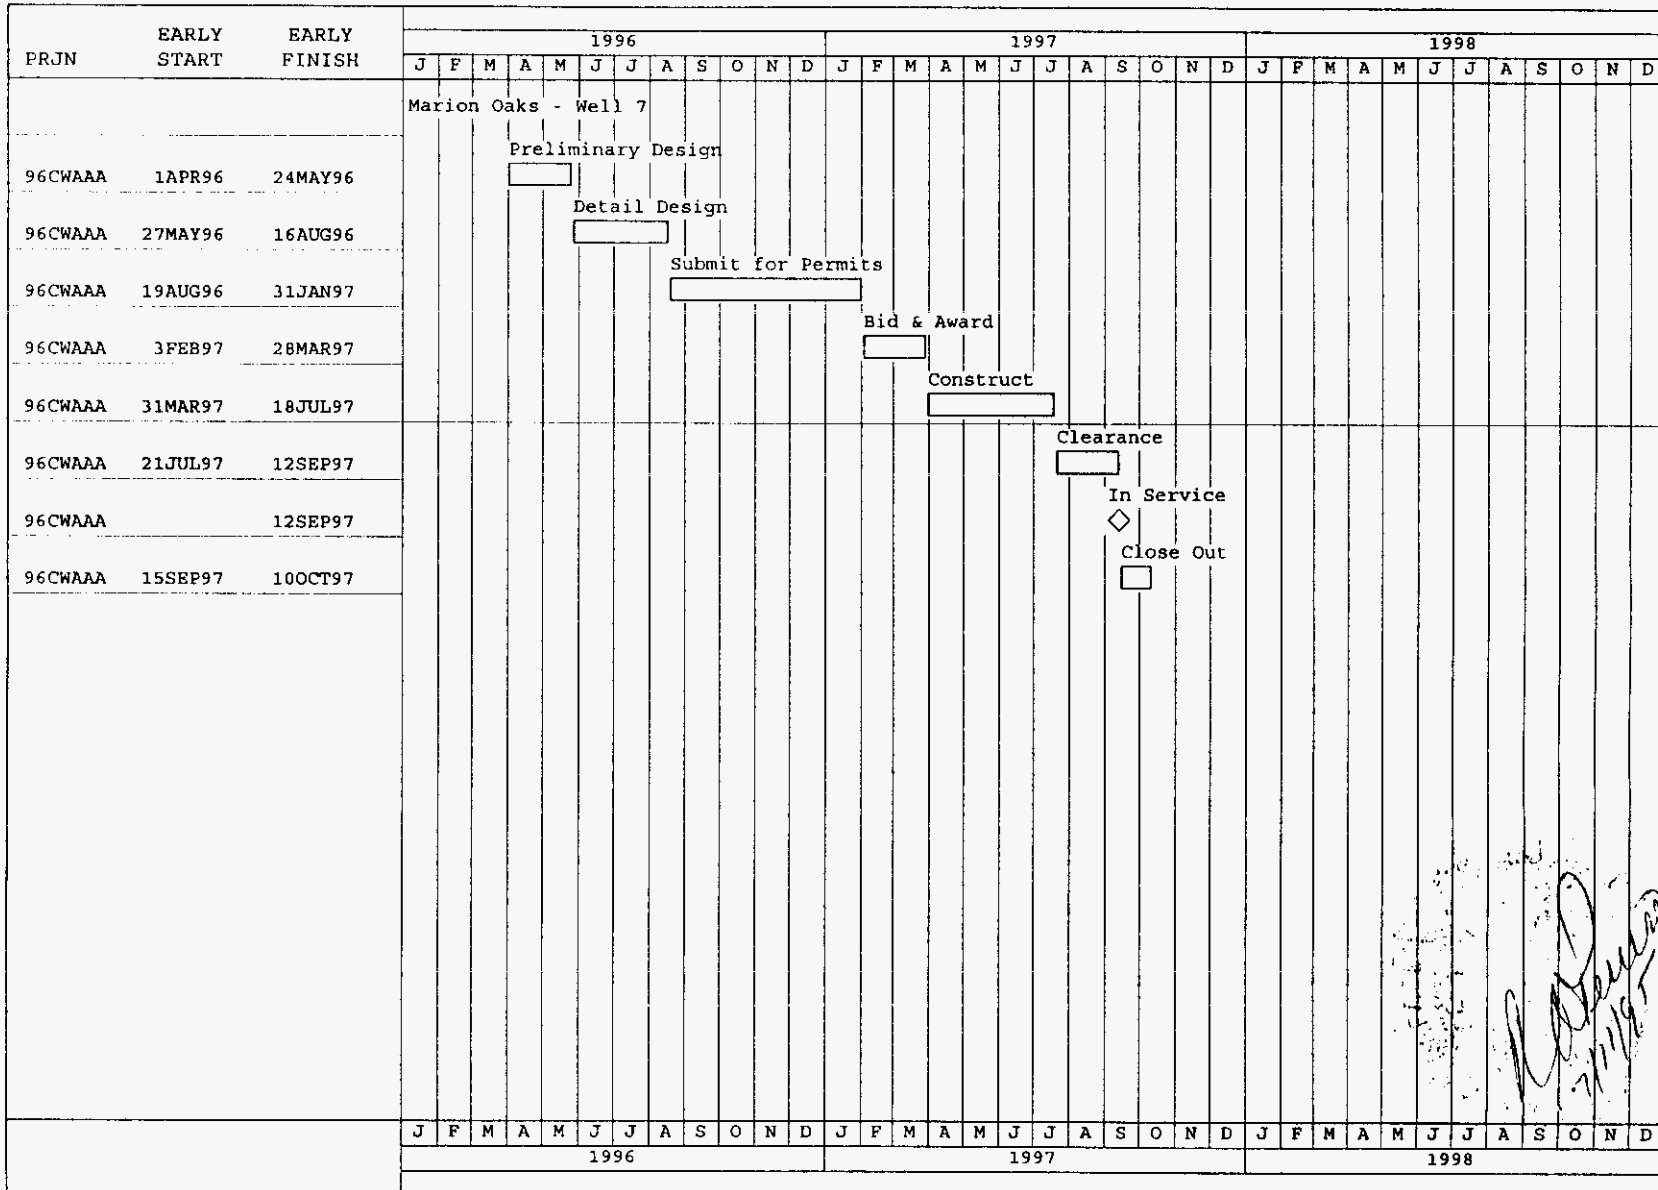 PRJN EARLY START EARLY FINISH
1996 1997 1998
J F M A M J J A S O N D J F M A M J J A S O N D J F M A M J J A S O N D
Marion Oaks - Well 7
Preliminary Design
96CWAAA 1APR96 24MAY96
Detail Design
96CWAAA 27MAY96 16AUG96
Submit for Permits
96CWAAA 19AUG96 31JAN97
Bid & Award
96CWAAA 3FEB97 28MAR97
Construct
96CWAAA 31MAR97 18JUL97
Clearance
96CWAAA 21JUL97 12SEP97
In Service
96CWAAA 12SEP97
Close Out
96CWAAA 15SEP97 10OCT97
J F M A M J J A S O N D J F M A M J J A S O N D J F M A M J J A S O N D
1996 1997 1998